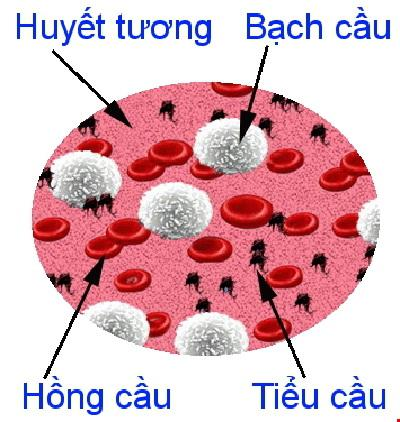 Huyết tương Bạch cầu
Hồng cầu Tiểu cầu